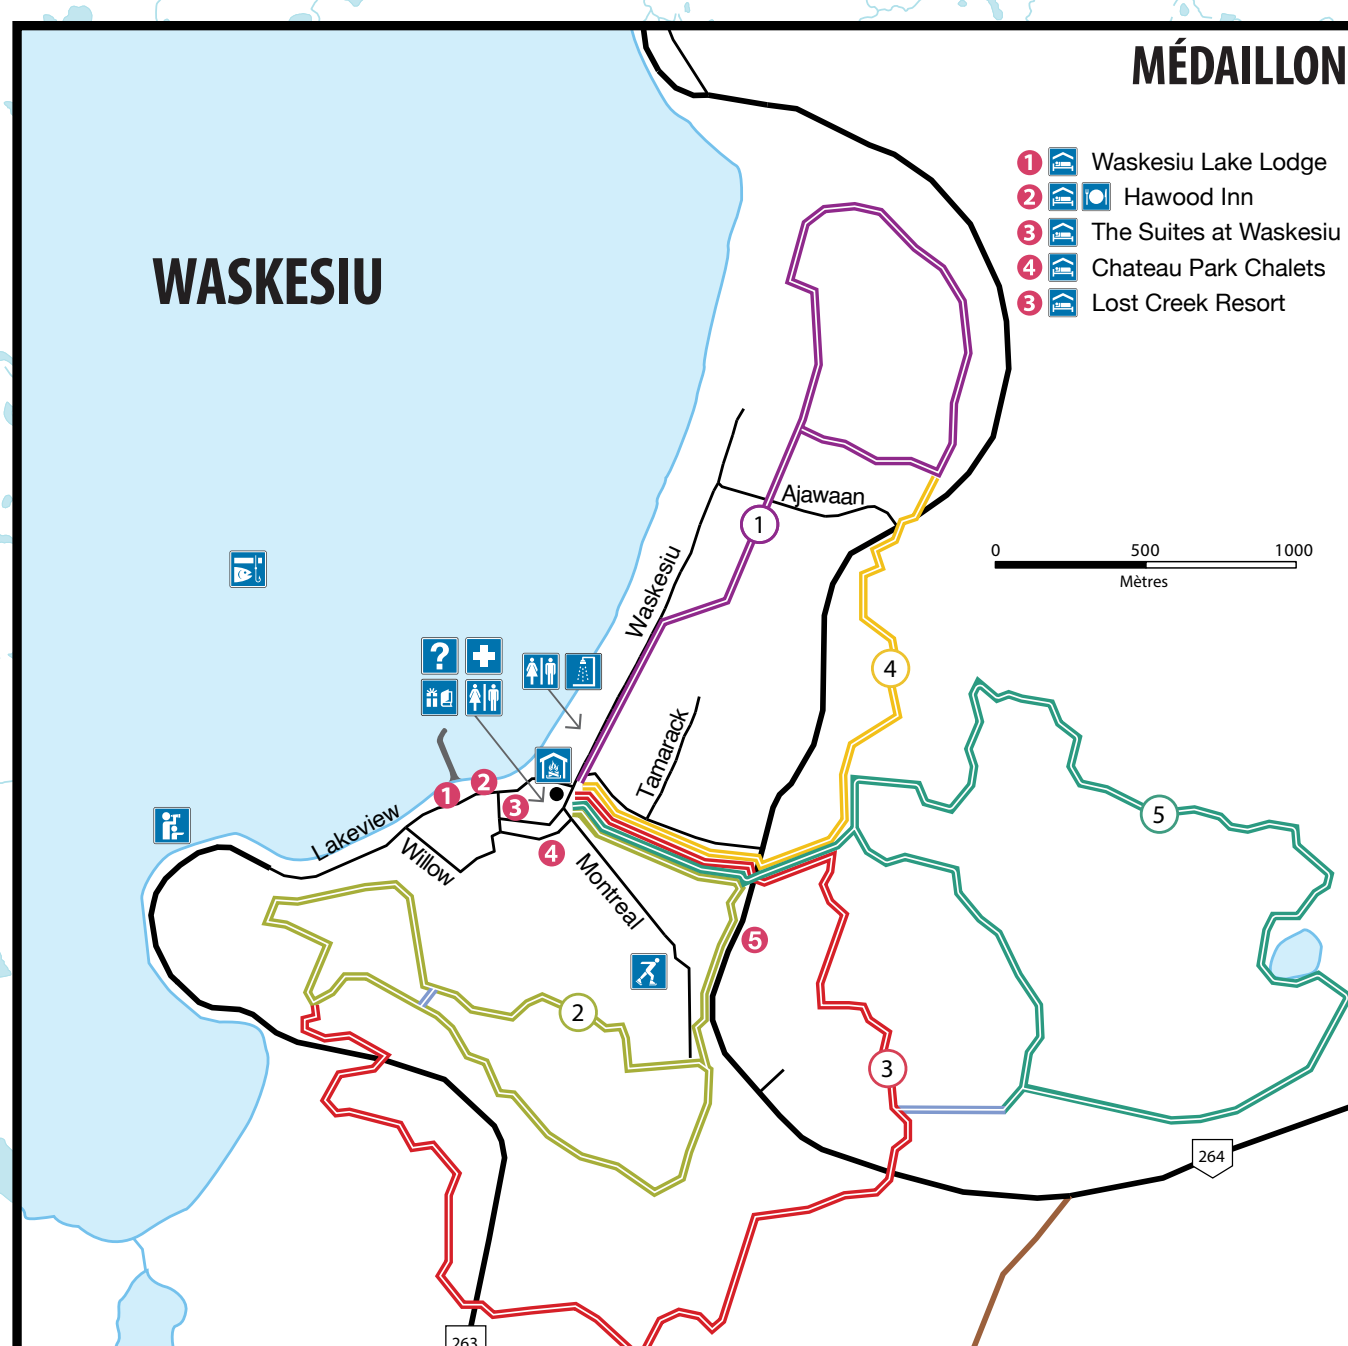 MÉDAILLON
1 Waskesiu Lake Lodge
2 Hawood Inn
3 The Suites at Waskesiu
4 Chateau Park Chalets
3 Lost Creek Resort
WASKESIU
Ajawaan
1
0 500 1000
Mètres
Waskesiu
?
4
Tamarack
1
2
3
5
Lakeview
Willow
4
Montreal
5
2
3
264
263